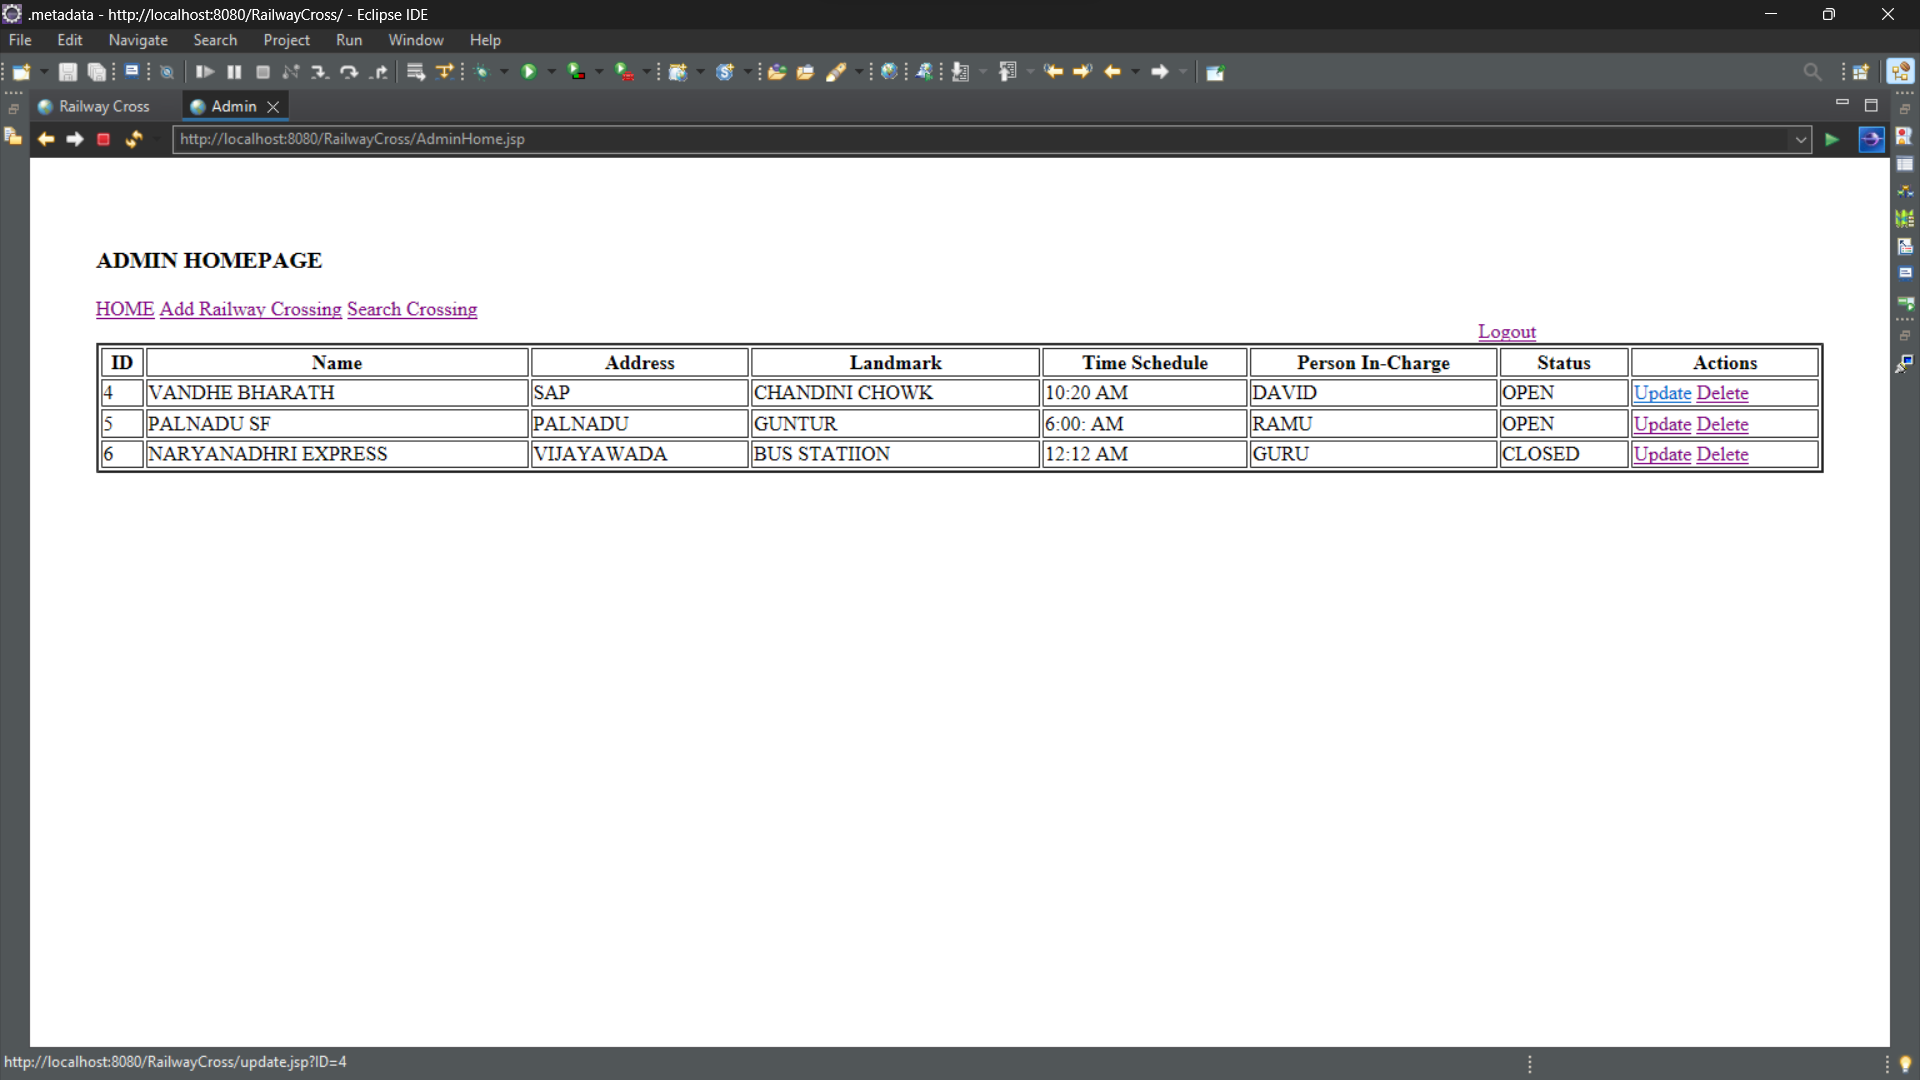 .metadata - http://localhost:8080/RailwayCross/ - Eclipse IDE
File Edit Navigate Search Project Run Window Help
Railway Cross Admin
http://localhost:8080/RailwayCross/AdminHome.jsp
ADMIN HOMEPAGE
HOME Add Railway Crossing Search Crossing
Logout
ID Name Address Landmark Time Schedule Person In-Charge Status Actions
4 VANDHE BHARATH SAP CHANDINI CHOWK 10:20 AM DAVID OPEN Update Delete
5 PALNADU SF PALNADU GUNTUR 6:00: AM RAMU OPEN Update Delete
6 NARYANADHRI EXPRESS VIJAYAWADA BUS STATIION 12:12 AM GURU CLOSED Update Delete
http://localhost:8080/RailwayCross/update.jsp?ID=4